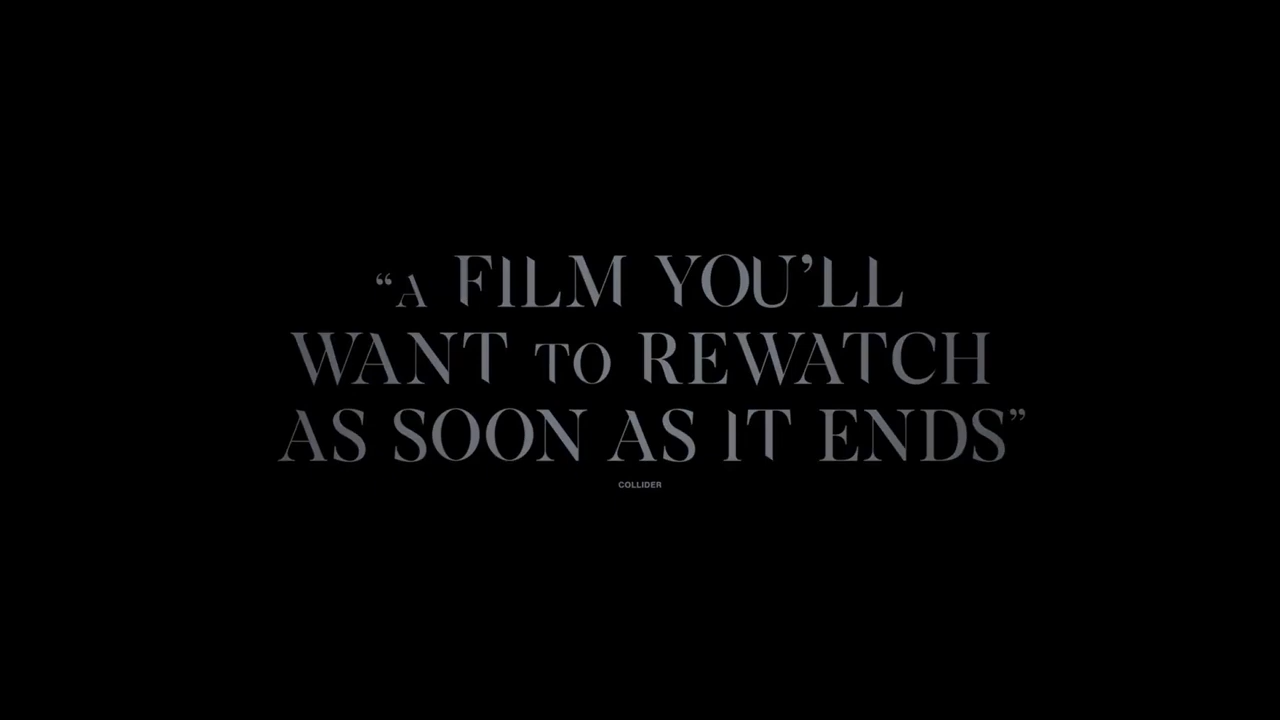 “A FILM YOU’LL
WANT TO REWATCH
AS SOON AS IT ENDS”
COLLIDER